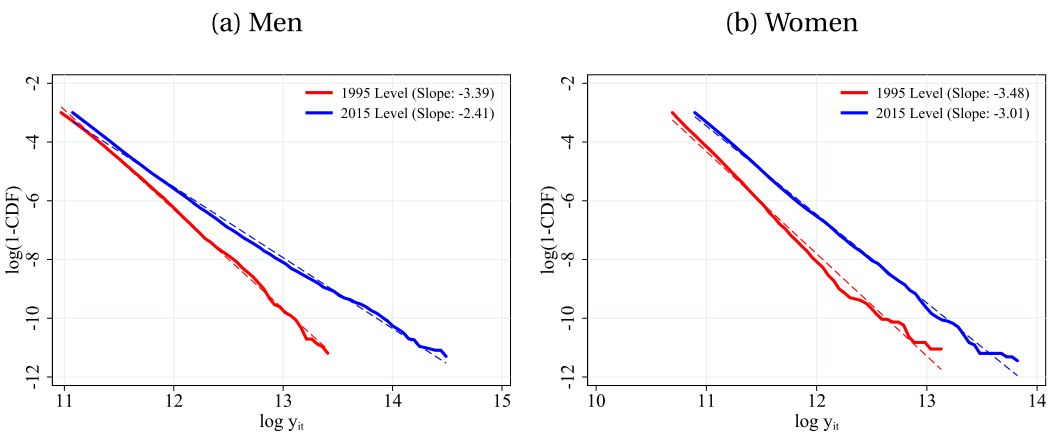 (a) Men
-2
-4
-6
-8
-10
-12
log(1-CDF)
1995 Level (Slope: -3.39)
2015 Level (Slope: -2.41)
11
12
13
14
15
log y_it
(b) Women
-2
-4
-6
-8
-10
-12
log(1-CDF)
1995 Level (Slope: -3.48)
2015 Level (Slope: -3.01)
10
11
12
13
14
log y_it